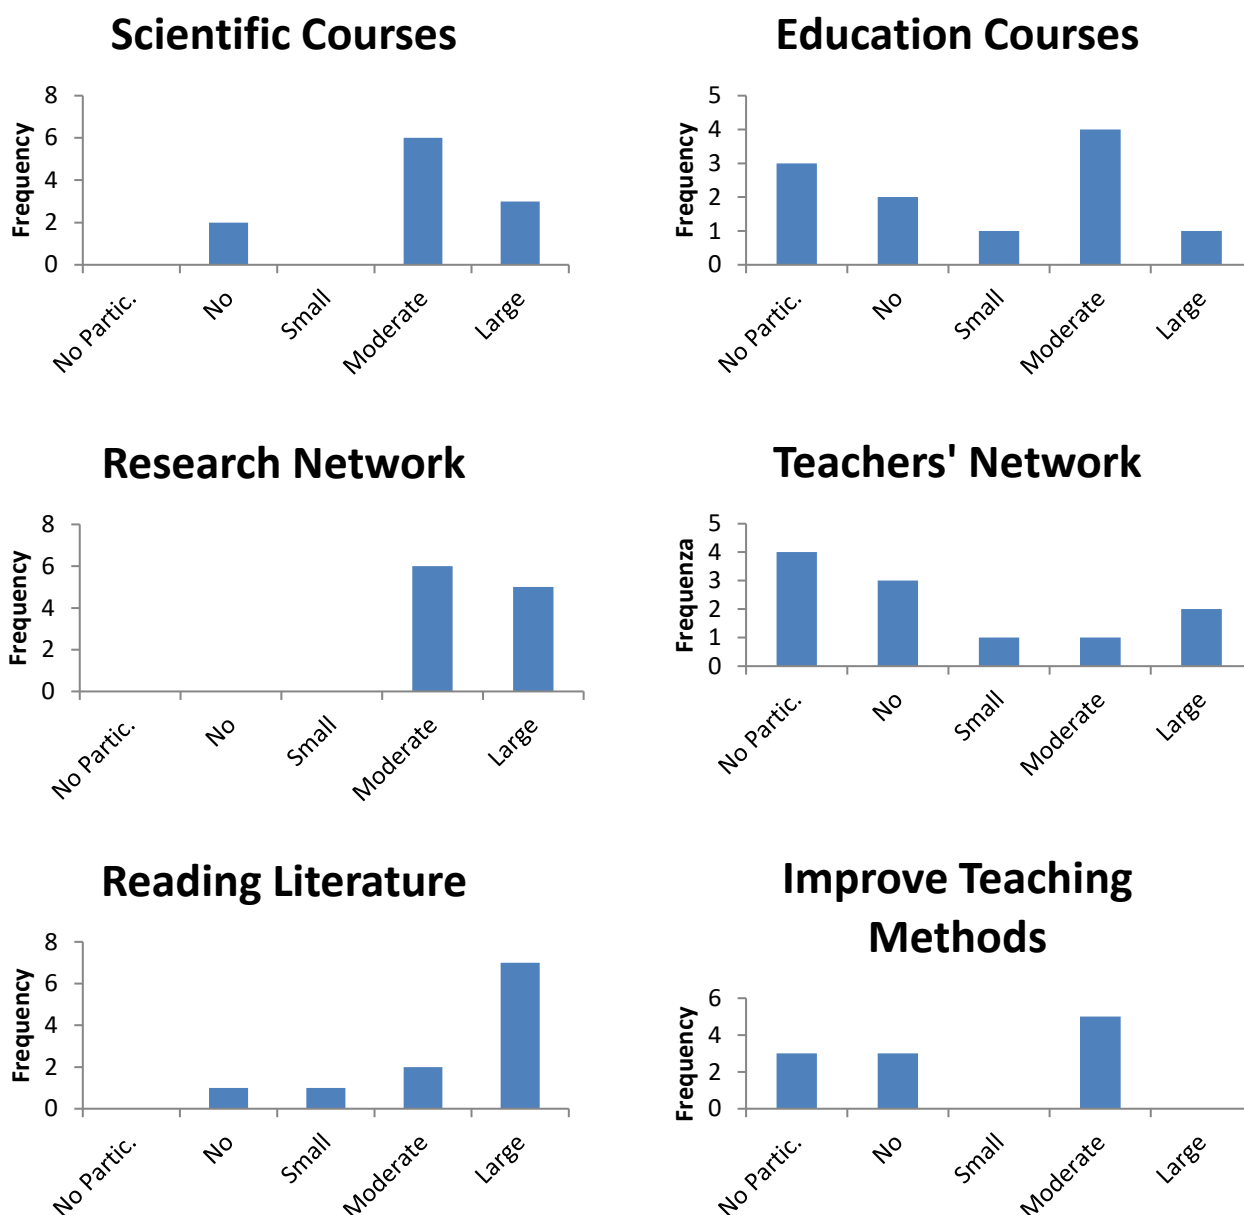 Scientific Courses
Frequency
8
6
4
2
0
No Partic.
No
Small
Moderate
Large
Education Courses
Frequency
5
4
3
2
1
0
No Partic.
No
Small
Moderate
Large
Research Network
Frequency
8
6
4
2
0
No Partic.
No
Small
Moderate
Large
Teachers' Network
Frequenza
5
4
3
2
1
0
No Partic.
No
Small
Moderate
Large
Reading Literature
Frequency
8
6
4
2
0
No Partic.
No
Small
Moderate
Large
Improve Teaching
Methods
Frequency
6
4
2
0
No Partic.
No
Small
Moderate
Large